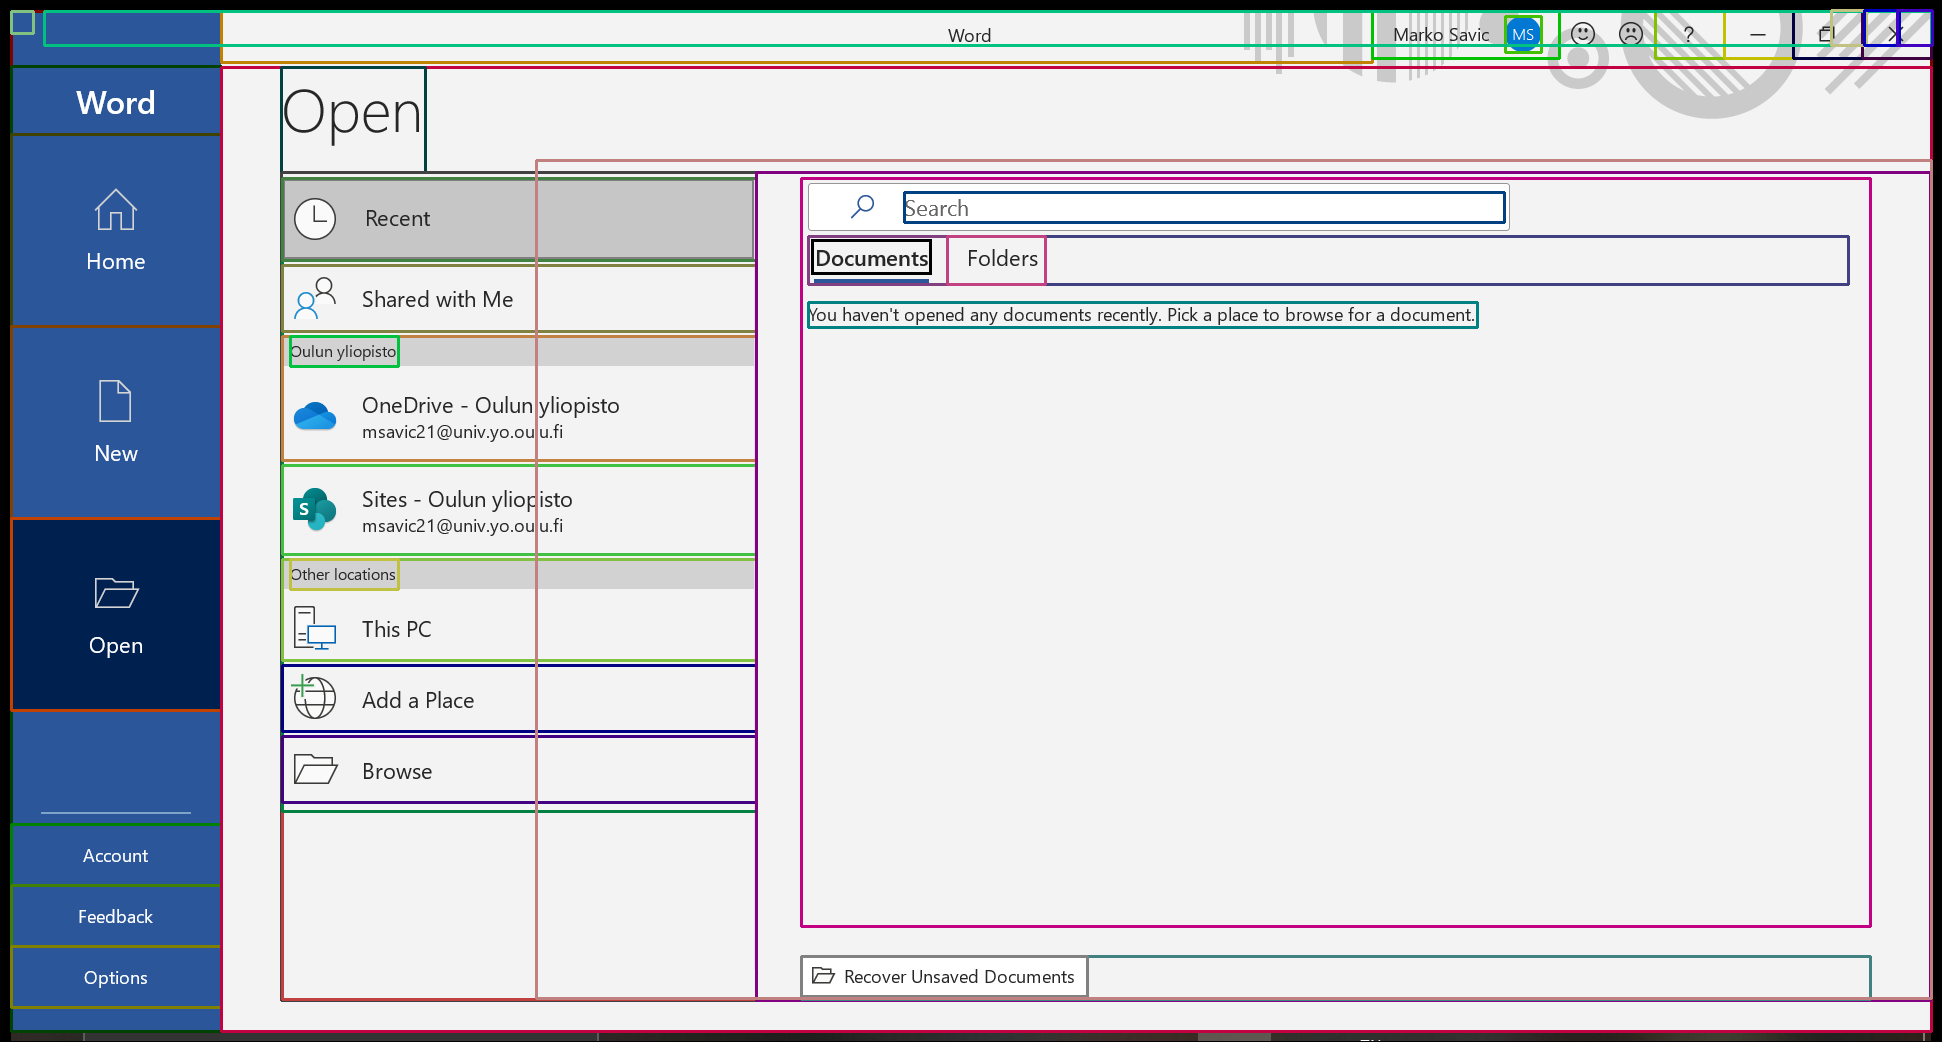 Word
Marko Savic
MS
?
Word
Home
New
Open
Account
Feedback
Options
Open
Recent
Shared with Me
Oulun yliopisto
OneDrive - Oulun yliopisto
msavic21@univ.yo.oulu.fi
Sites - Oulun yliopisto
msavic21@univ.yo.oulu.fi
Other locations
This PC
Add a Place
Browse
Search
Documents
Folders
You haven't opened any documents recently. Pick a place to browse for a document.
Recover Unsaved Documents